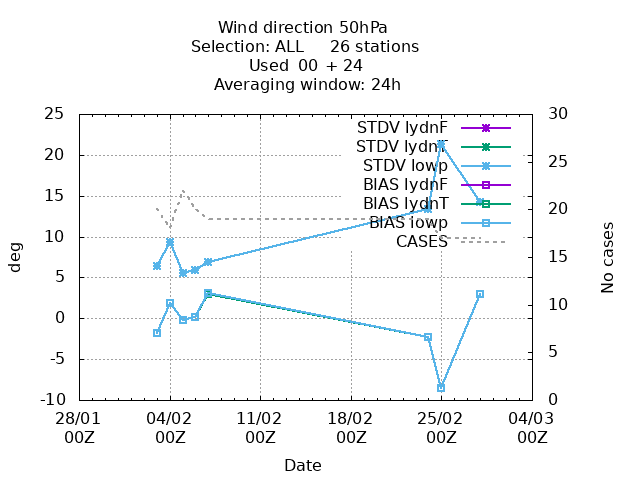 Wind direction 50hPa
Selection: ALL 26 stations
Used 00 + 24
Averaging window: 24h
25
20
15
10
5
0
-5
-10
deg
30
25
20
15
10
5
0
No cases
STDV lydnF
STDV lydnT
STDV lowp
BIAS lydnF
BIAS lydnT
BIAS lowp
CASES
28/01 04/02 11/02 18/02 25/02 04/03
00Z 00Z 00Z 00Z 00Z 00Z
Date